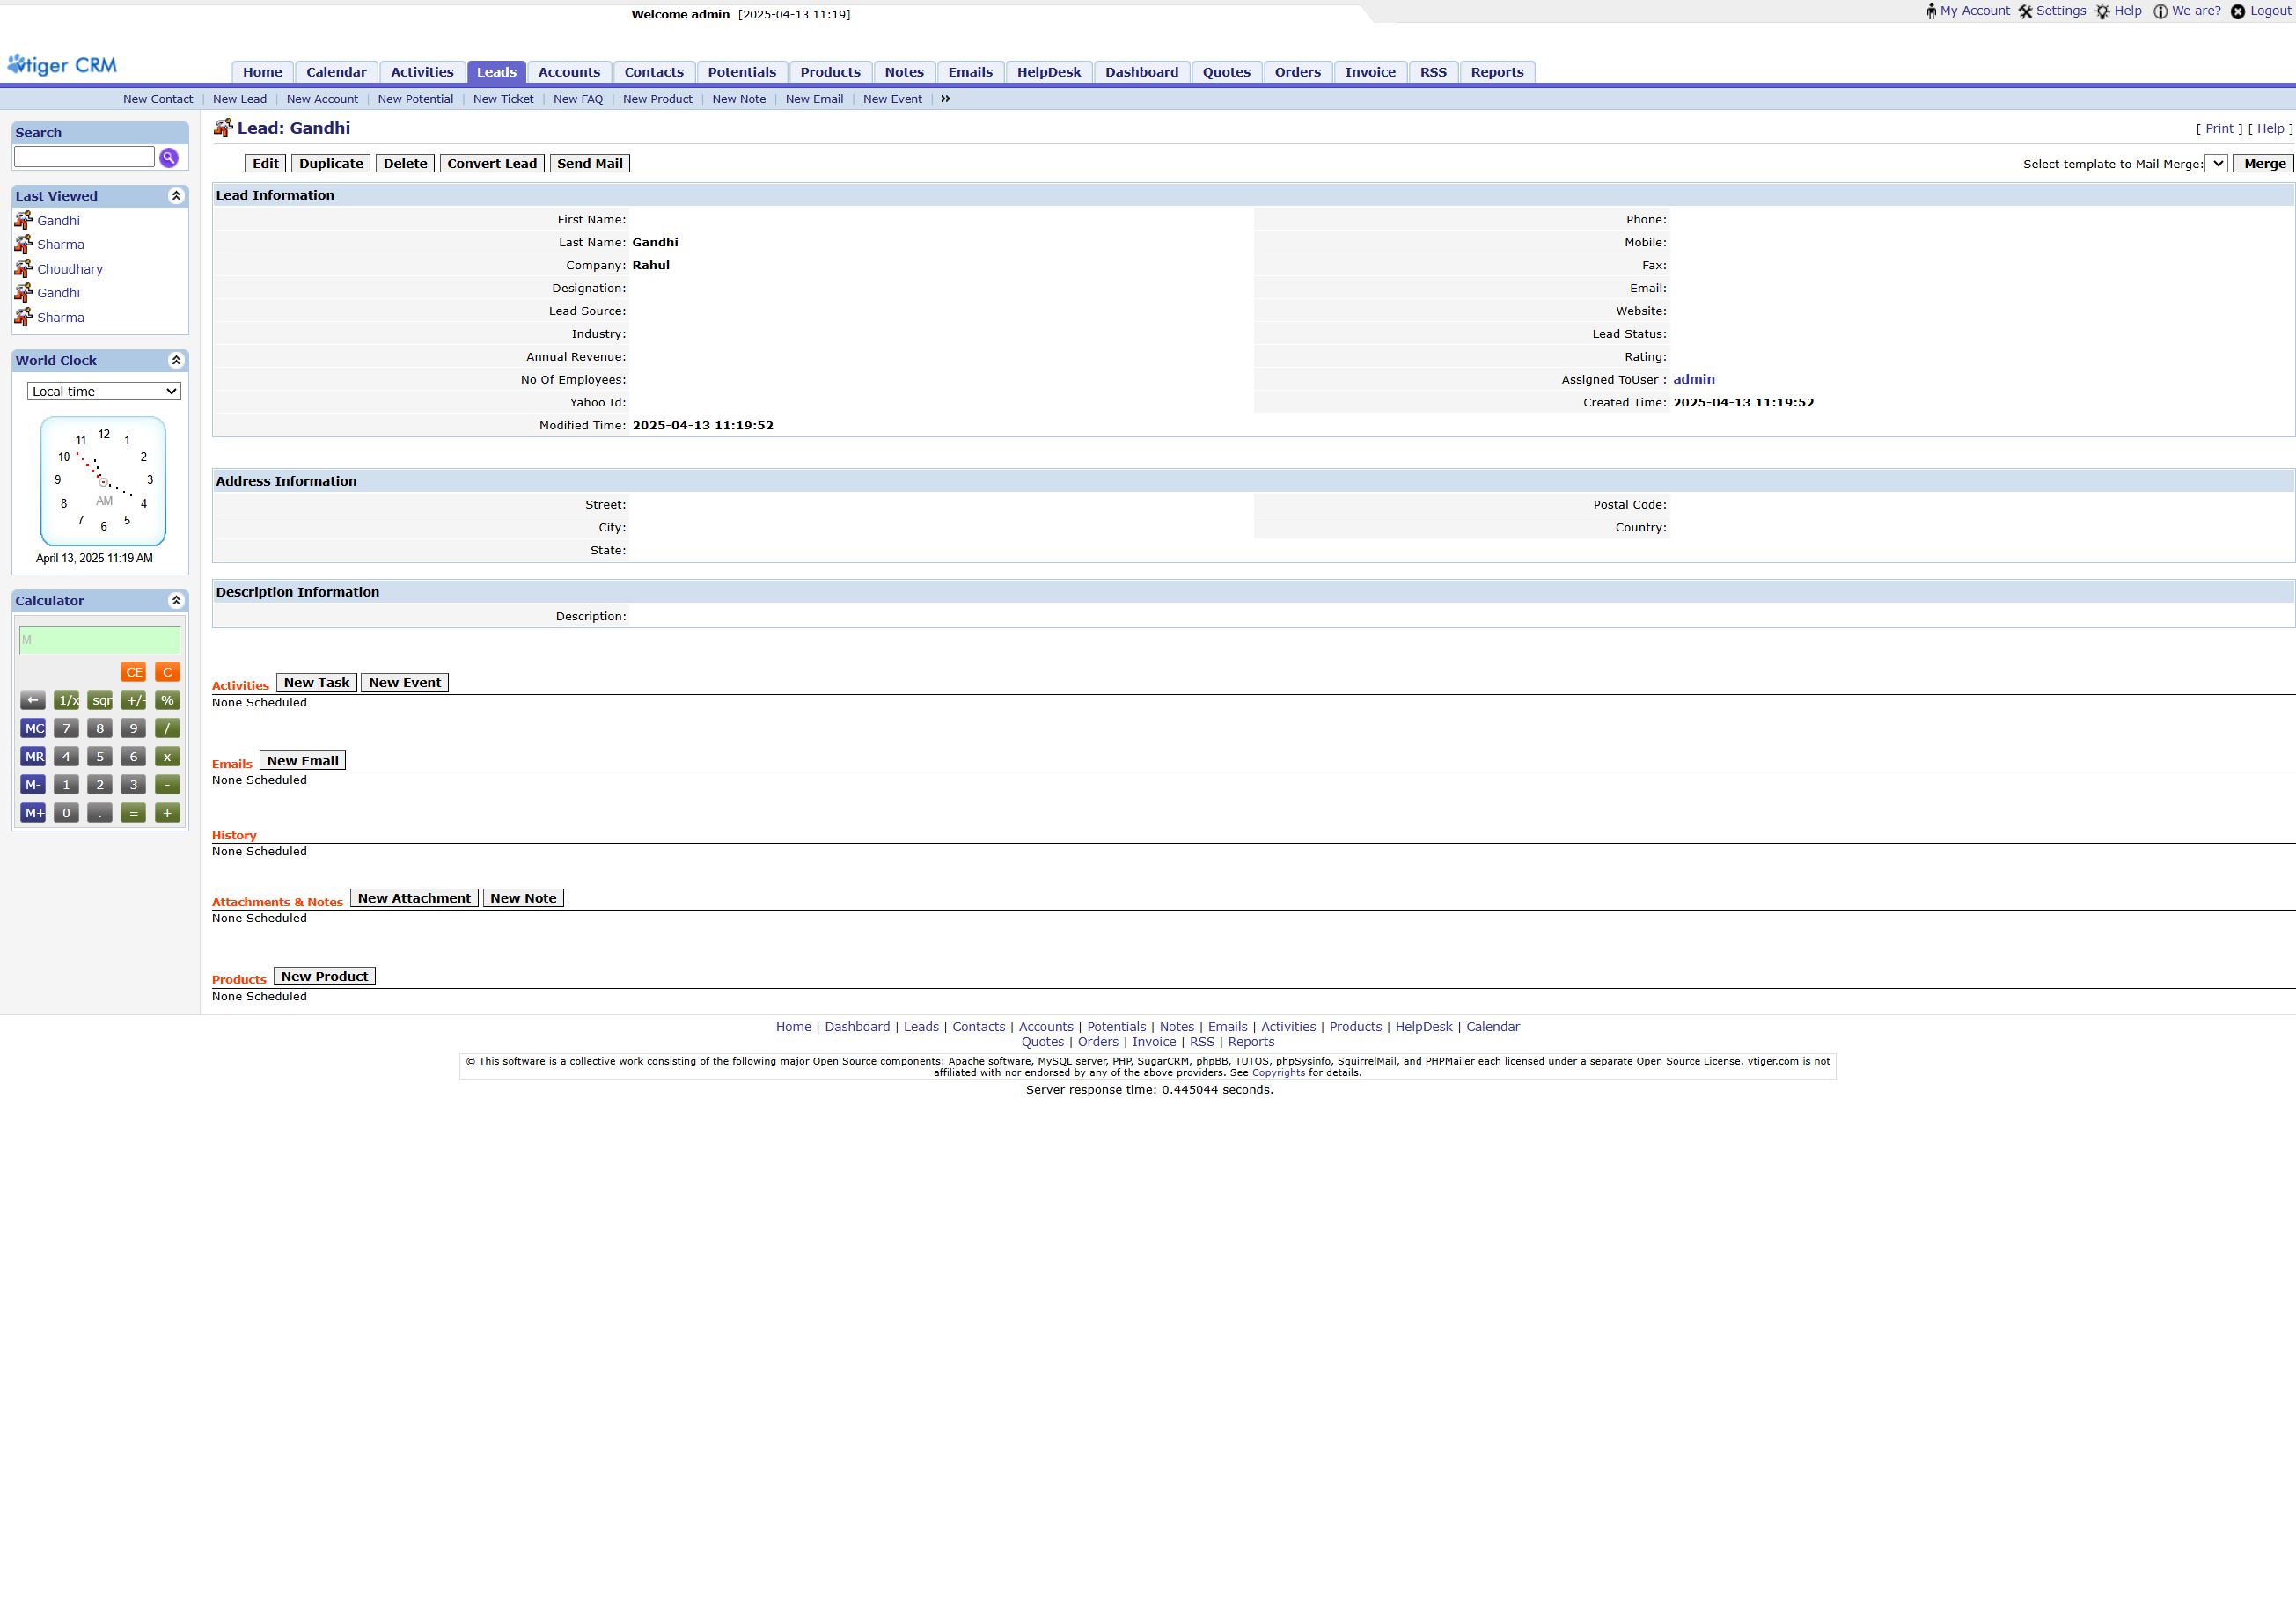 Welcome admin [2025-04-13 11:19]
My Account Settings Help We are? Logout
vtiger CRM
Home Calendar Activities Leads Accounts Contacts Potentials Products Notes Emails HelpDesk Dashboard Quotes Orders Invoice RSS Reports
New Contact | New Lead | New Account | New Potential | New Ticket | New FAQ | New Product | New Note | New Email | New Event | »
Search
Last Viewed
Gandhi
Sharma
Choudhary
Gandhi
Sharma
World Clock
Local time
12
11 1
10 2
9 3
AM
8 4
7 5
6
April 13, 2025 11:19 AM
Calculator
M
CE C
← 1/x sqr +/- %
MC 7 8 9 /
MR 4 5 6 x
M- 1 2 3 -
M+ 0 . = +
Lead: Gandhi
[ Print ] [ Help ]
Edit Duplicate Delete Convert Lead Send Mail
Select template to Mail Merge: Merge
Lead Information
First Name: Phone:
Last Name: Gandhi Mobile:
Company: Rahul Fax:
Designation: Email:
Lead Source: Website:
Industry: Lead Status:
Annual Revenue: Rating:
No Of Employees: Assigned ToUser : admin
Yahoo Id: Created Time: 2025-04-13 11:19:52
Modified Time: 2025-04-13 11:19:52
Address Information
Street: Postal Code:
City: Country:
State:
Description Information
Description:
Activities New Task New Event
None Scheduled
Emails New Email
None Scheduled
History
None Scheduled
Attachments & Notes New Attachment New Note
None Scheduled
Products New Product
None Scheduled
Home | Dashboard | Leads | Contacts | Accounts | Potentials | Notes | Emails | Activities | Products | HelpDesk | Calendar
Quotes | Orders | Invoice | RSS | Reports
© This software is a collective work consisting of the following major Open Source components: Apache software, MySQL server, PHP, SugarCRM, phpBB, TUTOS, phpSysinfo, SquirrelMail, and PHPMailer each licensed under a separate Open Source License. vtiger.com is not
affiliated with nor endorsed by any of the above providers. See Copyrights for details.
Server response time: 0.445044 seconds.